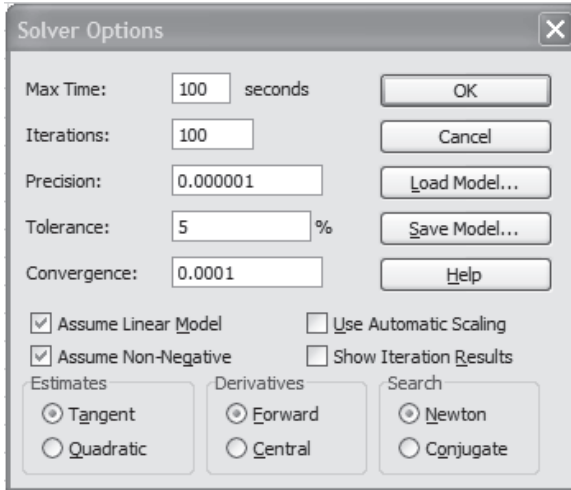 Solver Options
Max Time: 100 seconds OK
Iterations: 100 Cancel
Precision: 0.000001 Load Model...
Tolerance: 5 % Save Model...
Convergence: 0.0001 Help
Assume Linear Model Use Automatic Scaling
Assume Non-Negative Show Iteration Results
Estimates Derivatives Search
Tangent Forward Newton
Quadratic Central Conjugate